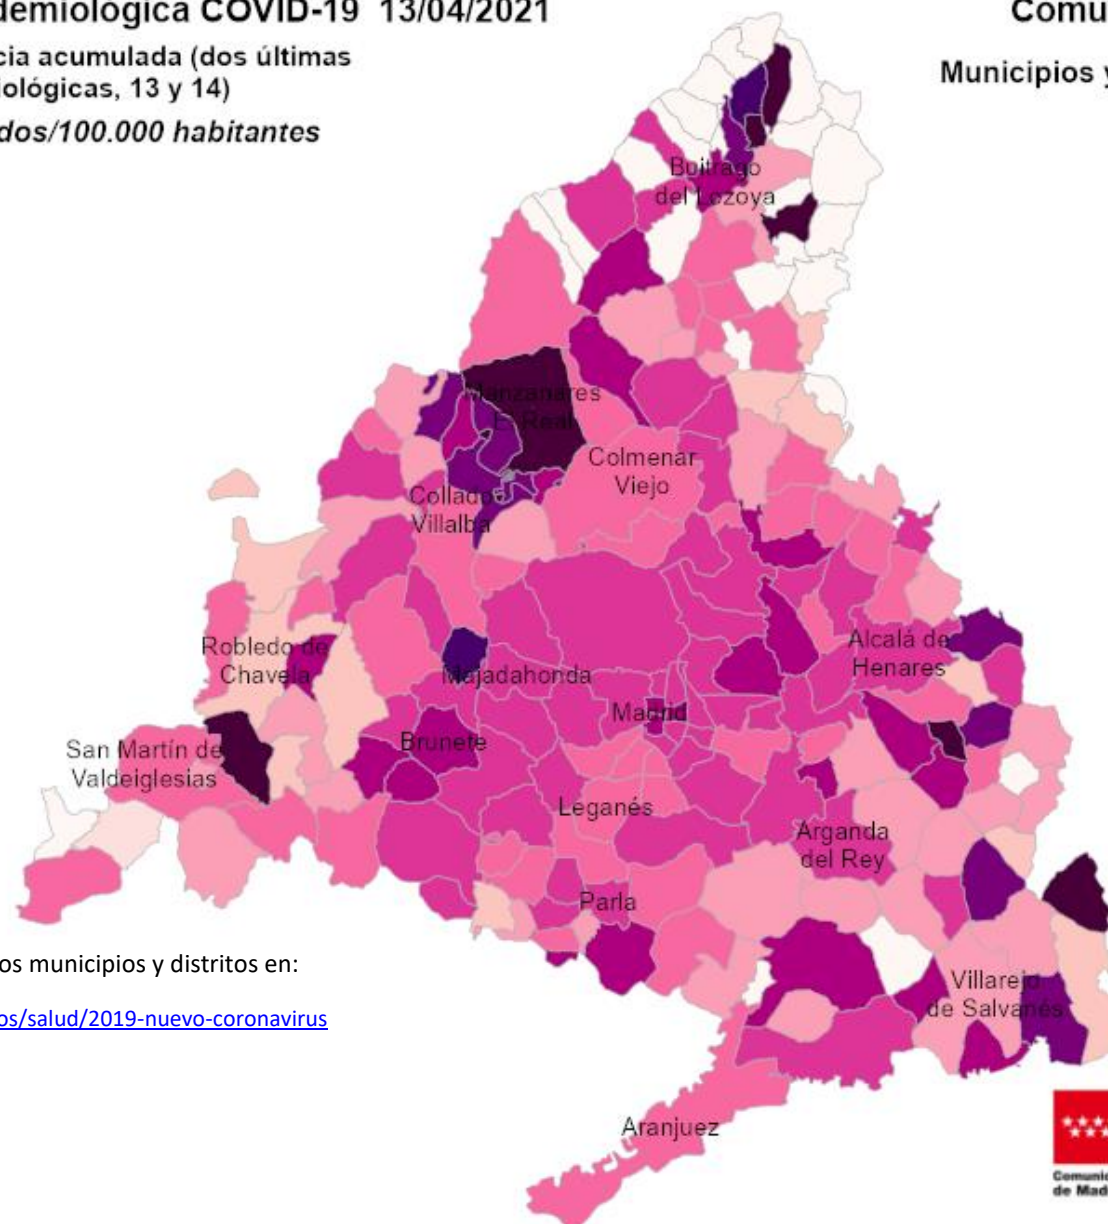 demiológica COVID-19 13/04/2021
Comu
cia acumulada (dos últimas
iológicas, 13 y 14)
Municipios y
dos/100.000 habitantes
Buitrago
del Lozoya
Manzanares
El Real
Colmenar
Viejo
Collado
Villalba
Robledo de
Chavela
Majadahonda
Alcalá de
Henares
Madrid
Brunete
San Martín de
Valdeiglesias
Leganés
Arganda
del Rey
Parla
os municipios y distritos en:
Villarejo
de Salvanés
os/salud/2019-nuevo-coronavirus
Aranjuez
Comunid
de Mad